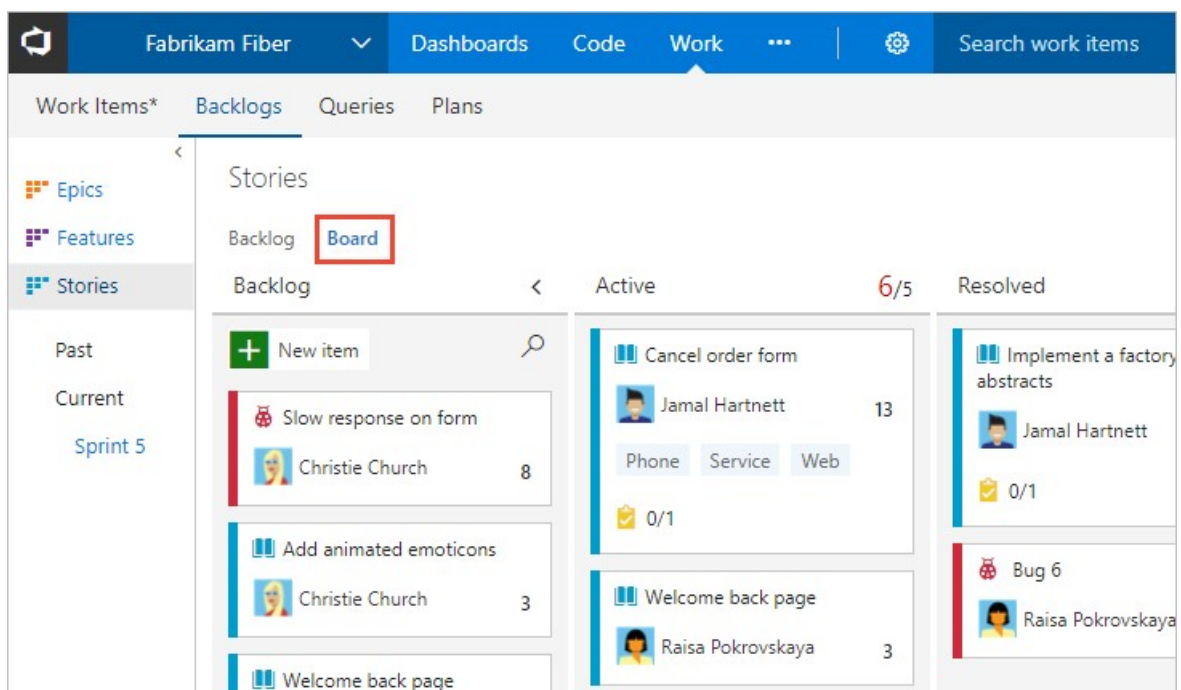 Fabrikam Fiber Dashboards Code Work ••• Search work items
Work Items* Backlogs Queries Plans
Epics
Features
Stories
Past
Current
Sprint 5
Stories
Backlog Board
Backlog
New item
Slow response on form
Christie Church 8
Add animated emoticons
Christie Church 3
Welcome back page
Active 6/5
Cancel order form
Jamal Hartnett 13
Phone Service Web
0/1
Welcome back page
Raisa Pokrovskaya 3
Resolved
Implement a factory
abstracts
Jamal Hartnett
0/1
Bug 6
Raisa Pokrovskaya